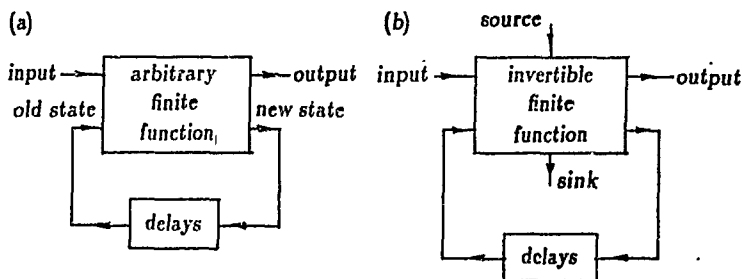 (a)
input
arbitrary
finite
function
output
old state
new state
delays
(b)
source
input
invertible
finite
function
output
sink
delays